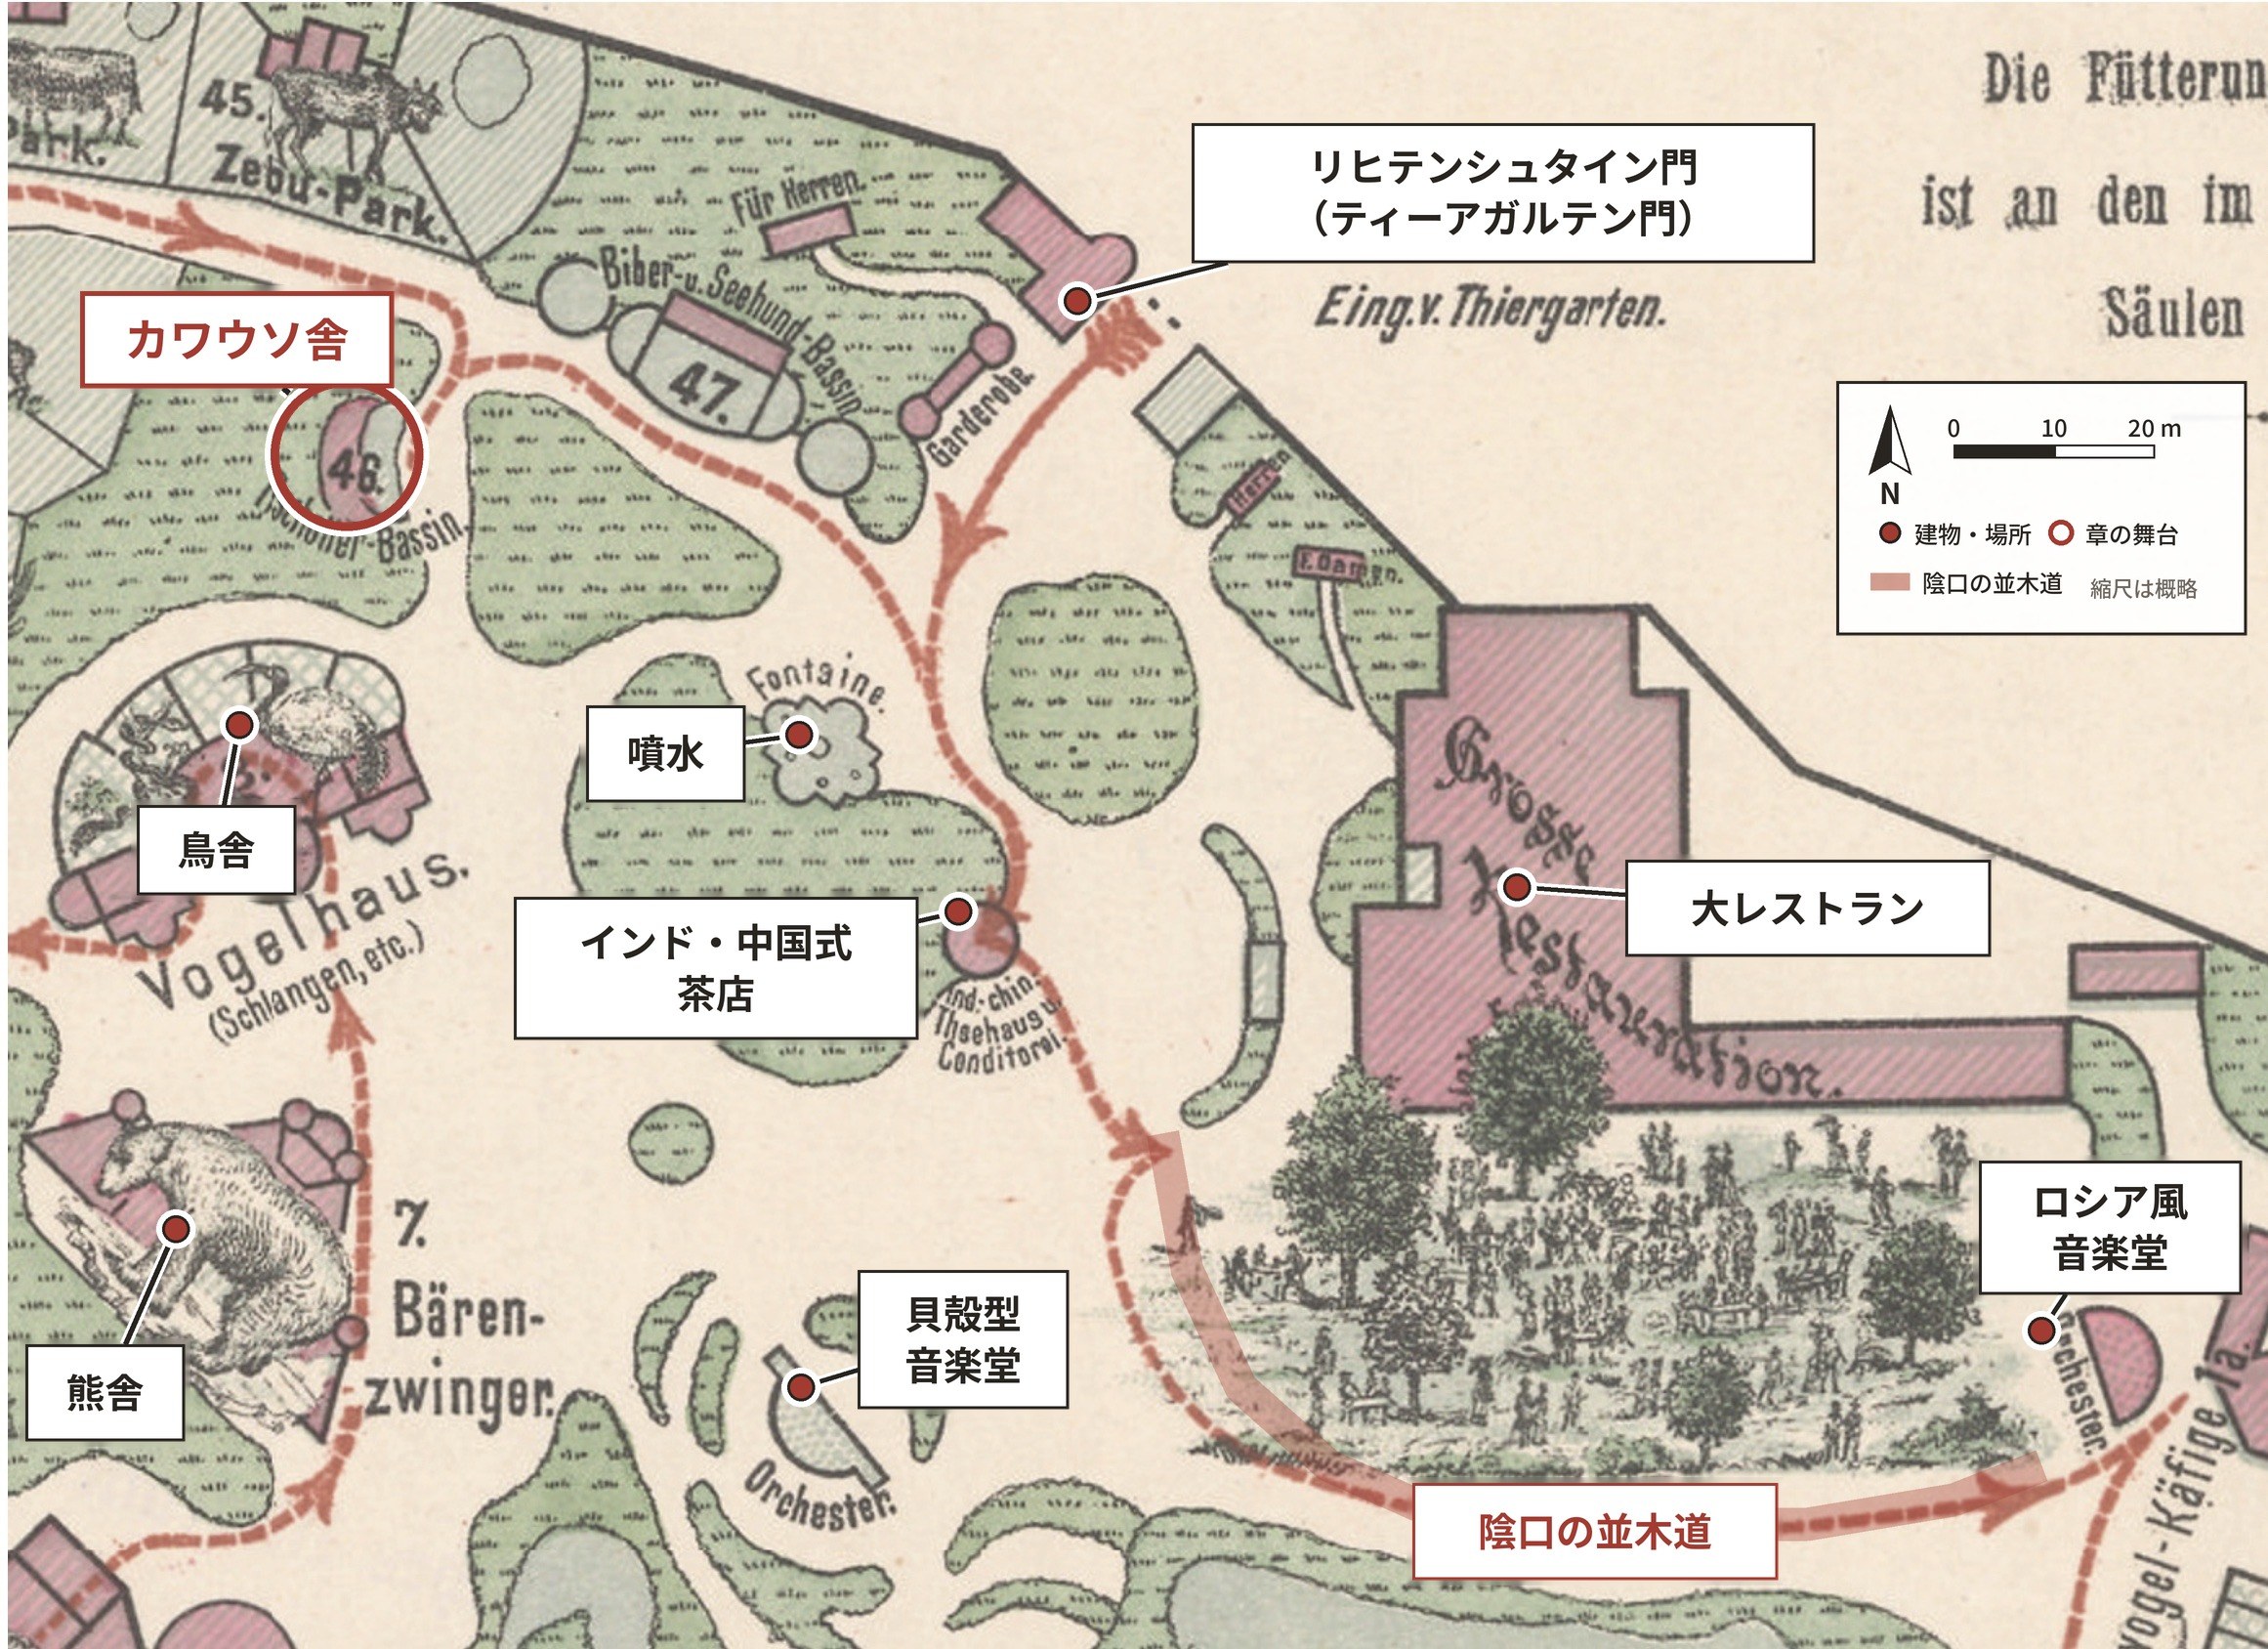 Die Fütterun
ist an den im
Säulen
45.
Park.
Zebu-Park.
Für Herren.
Biber-u. Seehund-Bassin.
47.
Garderobe.
リヒテンシュタイン門
（ティーアガルテン門）
Eing. v. Thiergarten.
カワウソ舎
46.
Fischotter-Bassin.
0 10 20 m
N
建物・場所
章の舞台
陰口の並木道
縮尺は概略
Herren
F. Damen.
Fontaine.
噴水
鳥舎
Vogelhaus.
(Schlangen, etc.)
インド・中国式
茶店
Ind.-chin.
Theehaus u.
Conditorei.
Grosse
Restauration.
大レストラン
7.
Bären-
zwinger.
熊舎
貝殻型
音楽堂
Orchester.
ロシア風
音楽堂
Orchester.
陰口の並木道
Vogel-Käfige 1a.